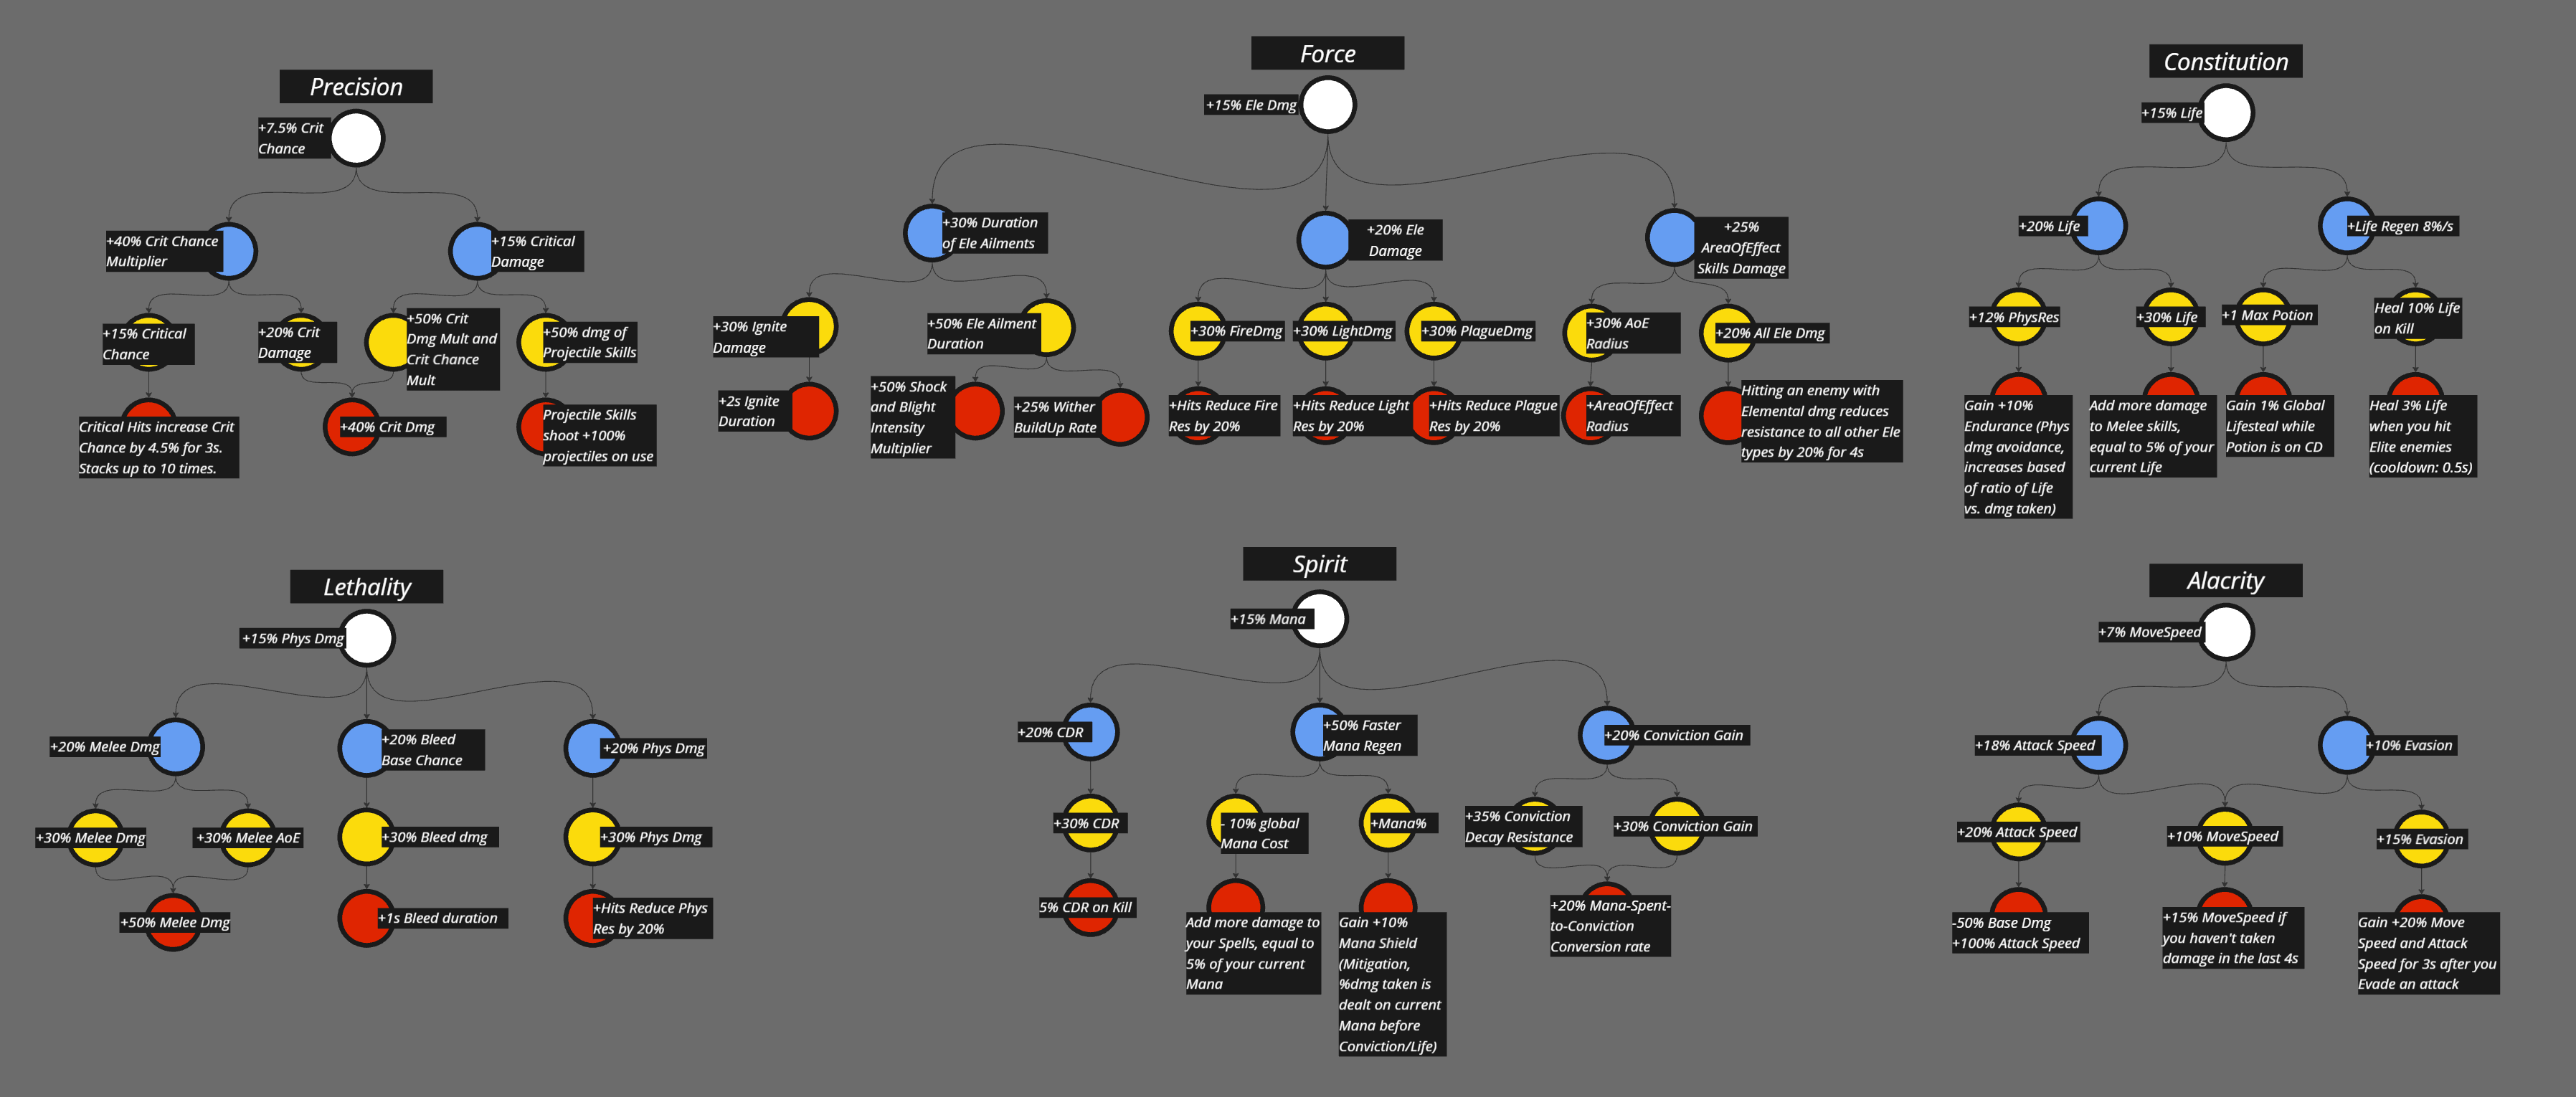 Precision
+7.5% Crit
Chance
+40% Crit Chance
Multiplier
+15% Critical
Damage
+15% Critical
Chance
+20% Crit
Damage
+50% Crit
Dmg Mult and
Crit Chance
Mult
+50% dmg of
Projectile Skills
Critical Hits increase Crit
Chance by 4.5% for 3s.
Stacks up to 10 times.
+40% Crit Dmg
Projectile Skills
shoot +100%
projectiles on use
Force
+15% Ele Dmg
+30% Duration
of Ele Ailments
+20% Ele
Damage
+25%
AreaOfEffect
Skills Damage
+30% Ignite
Damage
+50% Ele Ailment
Duration
+30% FireDmg
+30% LightDmg
+30% PlagueDmg
+30% AoE
Radius
+20% All Ele Dmg
+2s Ignite
Duration
+50% Shock
and Blight
Intensity
Multiplier
+25% Wither
BuildUp Rate
+Hits Reduce Fire
Res by 20%
+Hits Reduce Light
Res by 20%
+Hits Reduce Plague
Res by 20%
+AreaOfEffect
Radius
Hitting an enemy with
Elemental dmg reduces
resistance to all other Ele
types by 20% for 4s
Constitution
+15% Life
+20% Life
+Life Regen 8%/s
+12% PhysRes
+30% Life
+1 Max Potion
Heal 10% Life
on Kill
Gain +10%
Endurance (Phys
dmg avoidance,
increases based
of ratio of Life
vs. dmg taken)
Add more damage
to Melee skills,
equal to 5% of your
current Life
Gain 1% Global
Lifesteal while
Potion is on CD
Heal 3% Life
when you hit
Elite enemies
(cooldown: 0.5s)
Lethality
+15% Phys Dmg
+20% Melee Dmg
+20% Bleed
Base Chance
+20% Phys Dmg
+30% Melee Dmg
+30% Melee AoE
+30% Bleed dmg
+30% Phys Dmg
+50% Melee Dmg
+1s Bleed duration
+Hits Reduce Phys
Res by 20%
Spirit
+15% Mana
+20% CDR
+50% Faster
Mana Regen
+20% Conviction Gain
+30% CDR
- 10% global
Mana Cost
+Mana%
+35% Conviction
Decay Resistance
+30% Conviction Gain
5% CDR on Kill
Add more damage to
your Spells, equal to
5% of your current
Mana
Gain +10%
Mana Shield
(Mitigation,
%dmg taken is
dealt on current
Mana before
Conviction/Life)
+20% Mana-Spent-
to-Conviction
Conversion rate
Alacrity
+7% MoveSpeed
+18% Attack Speed
+10% Evasion
+20% Attack Speed
+10% MoveSpeed
+15% Evasion
-50% Base Dmg
+100% Attack Speed
+15% MoveSpeed if
you haven't taken
damage in the last 4s
Gain +20% Move
Speed and Attack
Speed for 3s after you
Evade an attack